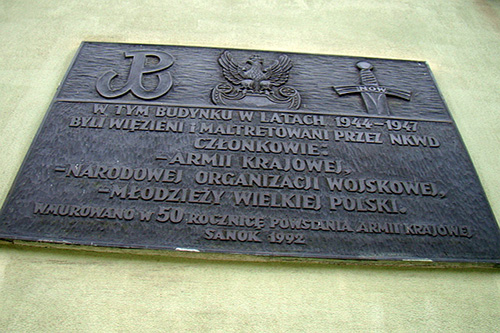 NOW
W TYM BUDYNKU W LATACH 1944-1947
BYLI WIĘZIENI I MALTRETOWANI PRZEZ NKWD
CZŁONKOWIE:
-ARMII KRAJOWEJ,
-NARODOWEJ ORGANIZACJI WOJSKOWEJ,
-MŁODZIEŻY WIELKIEJ POLSKI.
WMUROWANO W 50 ROCZNICĘ POWSTANIA ARMII KRAJOWEJ
SANOK 1992